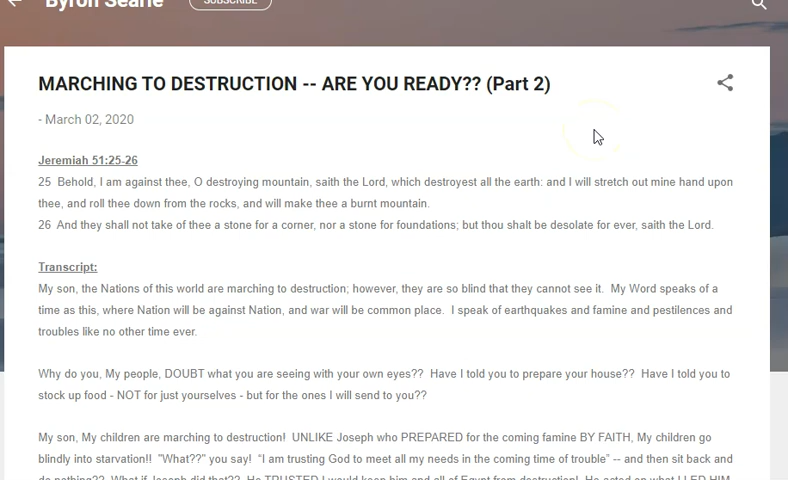 Byron Searle
SUBSCRIBE
MARCHING TO DESTRUCTION -- ARE YOU READY?? (Part 2)
- March 02, 2020
Jeremiah 51:25-26
25 Behold, I am against thee, O destroying mountain, saith the Lord, which destroyest all the earth: and I will stretch out mine hand upon
thee, and roll thee down from the rocks, and will make thee a burnt mountain.
26 And they shall not take of thee a stone for a corner, nor a stone for foundations; but thou shalt be desolate for ever, saith the Lord.
Transcript:
My son, the Nations of this world are marching to destruction; however, they are so blind that they cannot see it. My Word speaks of a
time as this, where Nation will be against Nation, and war will be common place. I speak of earthquakes and famine and pestilences and
troubles like no other time ever.
Why do you, My people, DOUBT what you are seeing with your own eyes?? Have I told you to prepare your house?? Have I told you to
stock up food - NOT for just yourselves - but for the ones I will send to you??
My son, My children are marching to destruction! UNLIKE Joseph who PREPARED for the coming famine BY FAITH, My children go
blindly into starvation!! "What?? you say! “I am trusting God to meet all my needs in the coming time of trouble” -- and then sit back and
do nothing?? What if Joseph did that?? He TRUSTED I would keep him and all of Egypt from destruction! He acted on what I LED HIM